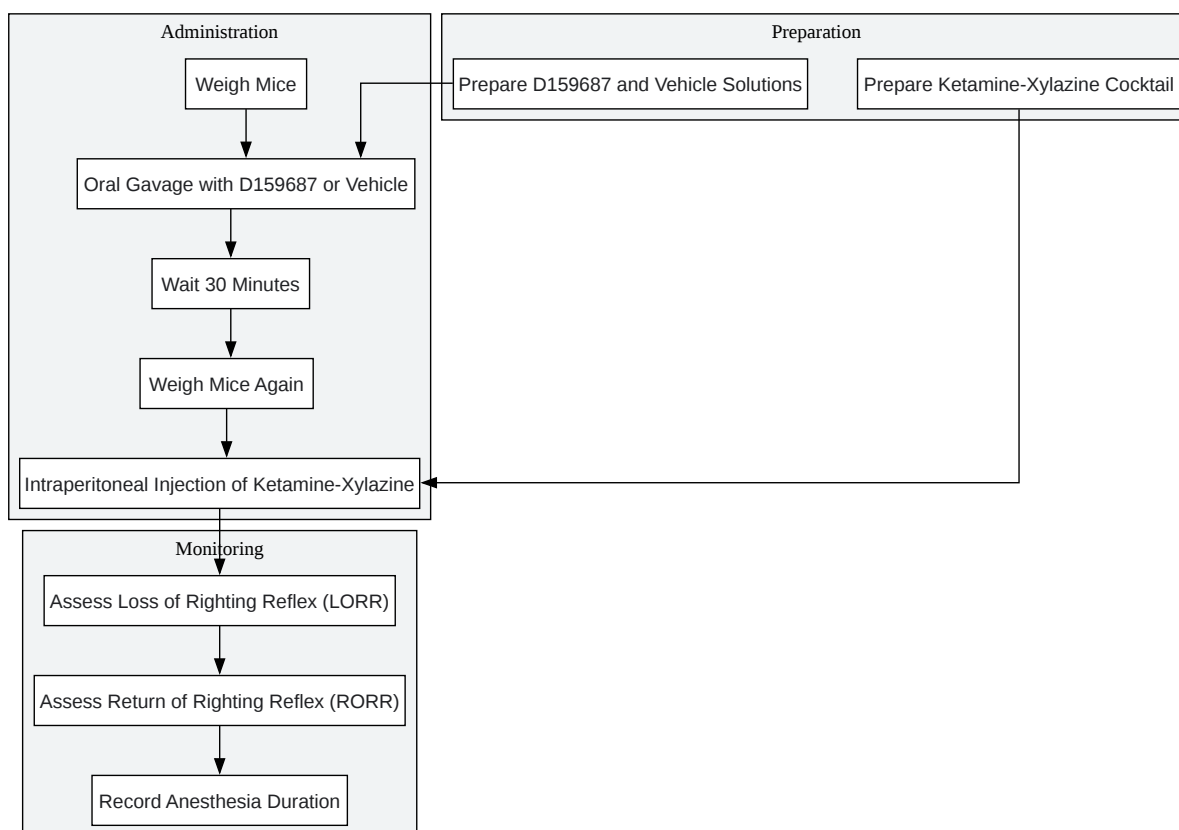 Administration
Preparation
Weigh Mice
Prepare D159687 and Vehicle Solutions
Prepare Ketamine-Xylazine Cocktail
Oral Gavage with D159687 or Vehicle
Wait 30 Minutes
Weigh Mice Again
Intraperitoneal Injection of Ketamine-Xylazine
Monitoring
Assess Loss of Righting Reflex (LORR)
Assess Return of Righting Reflex (RORR)
Record Anesthesia Duration